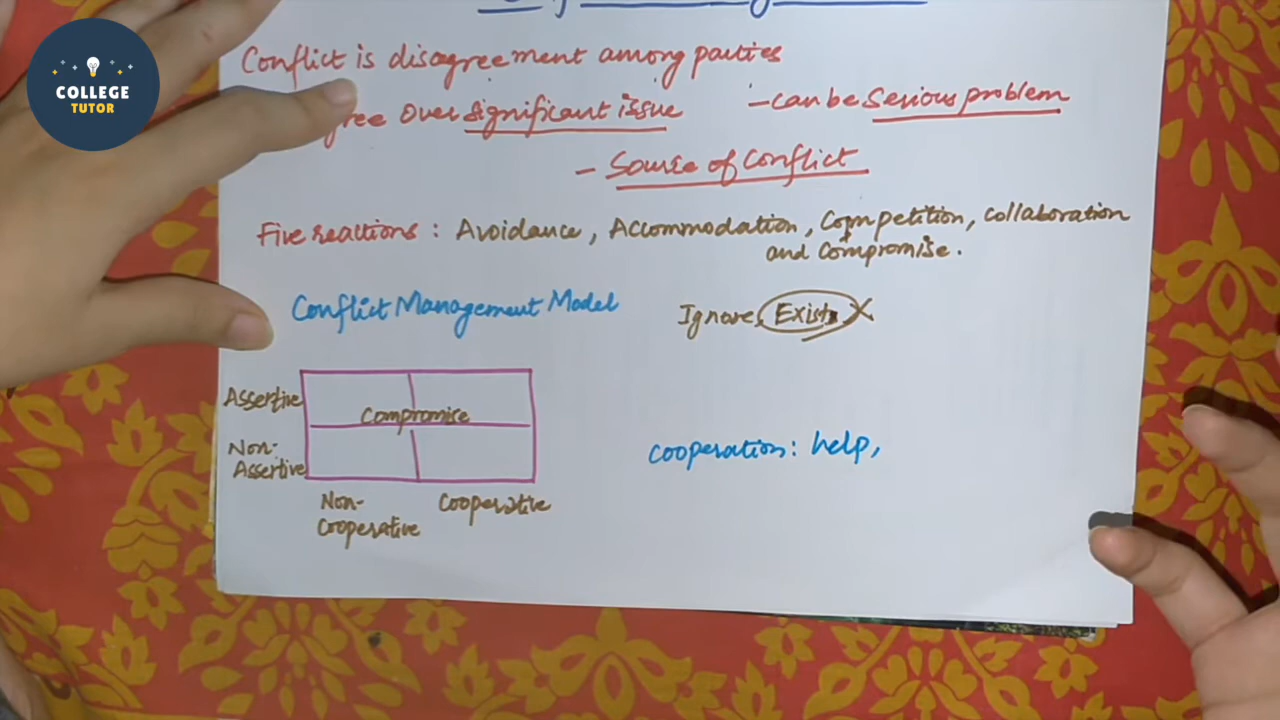 COLLEGE
TUTOR
Conflict is disagreement among parties
over significant issue
- can be Serious problem
- Source of Conflict
Five reactions : Avoidance, Accommodation, Competition, Collaboration
and Compromise.
Conflict Management Model
Ignore, Exists X
Assertive
Compromise
Non-
Assertive
cooperation: help,
Non-
Cooperative
Cooperative